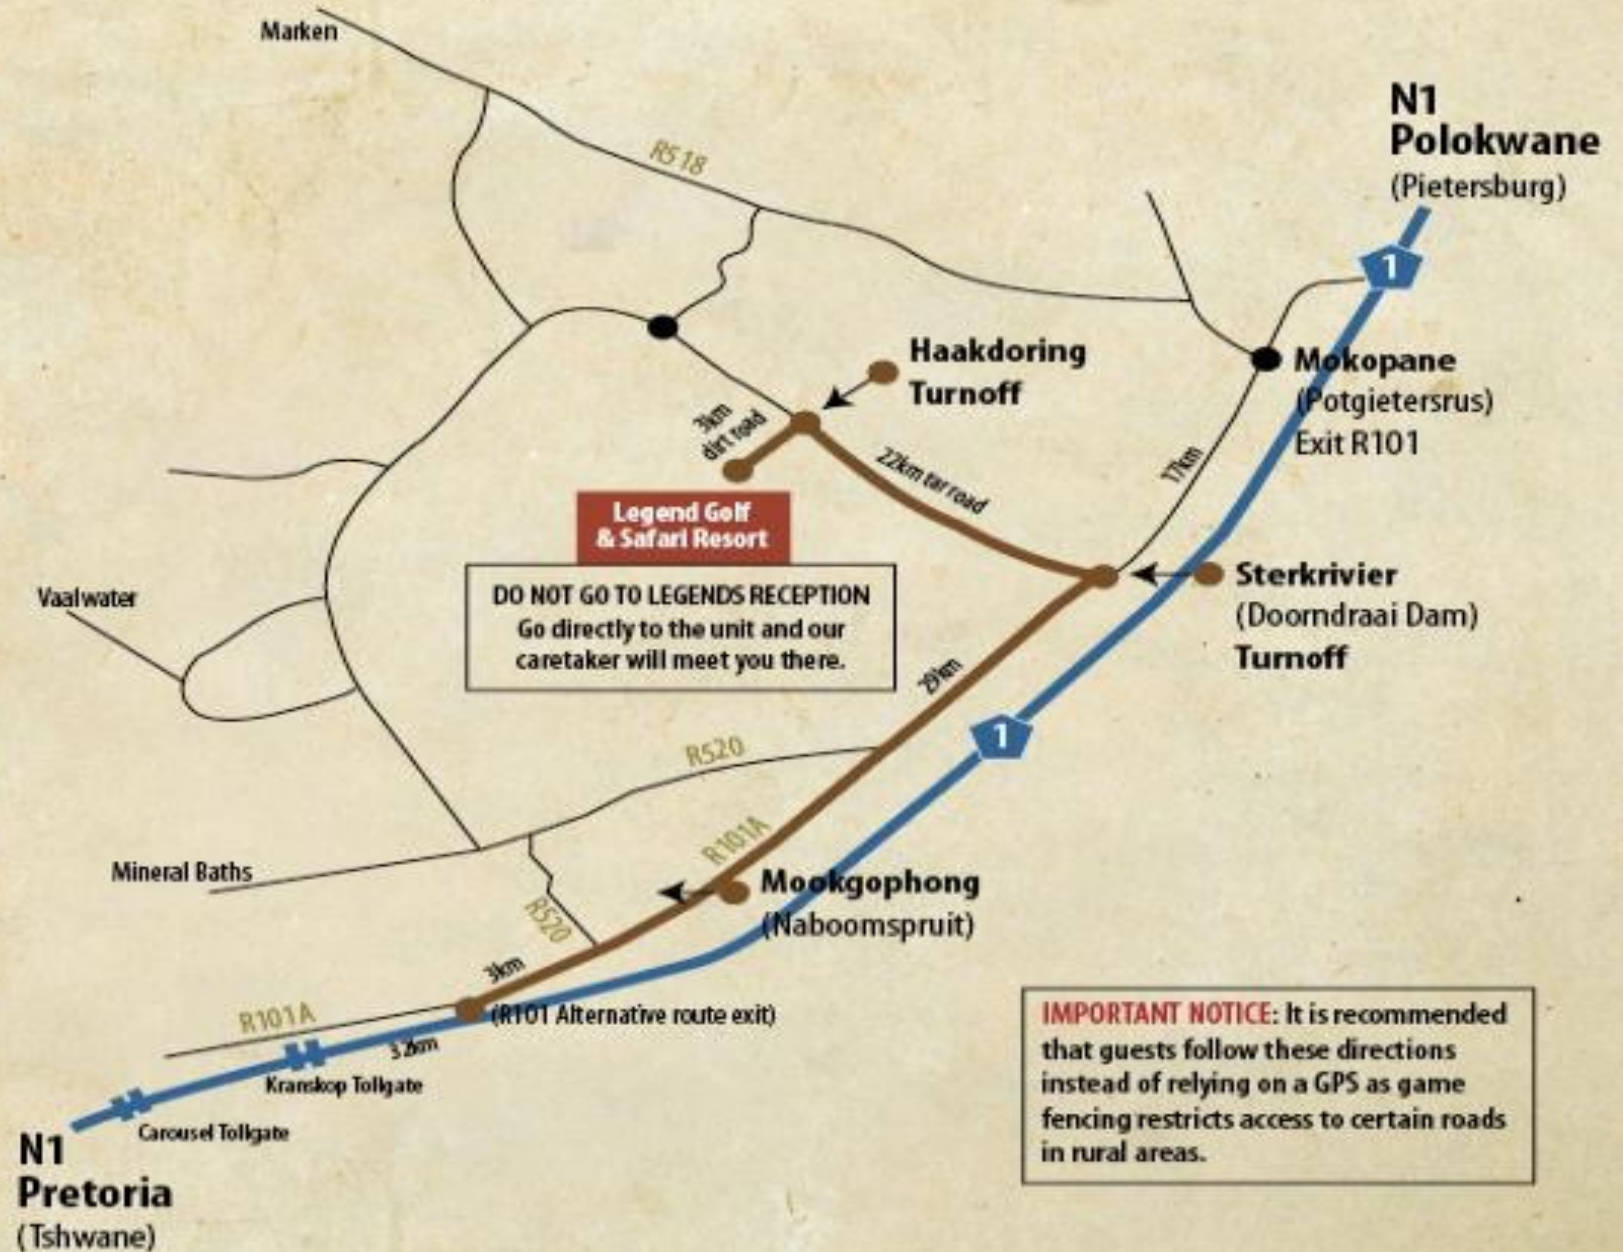 Marken
R518
N1
Polokwane
(Pietersburg)
1
Haakdoring
Turnoff
Mokopane
(Potgietersrus)
Exit R101
3km
dirt road
22km tar road
17km
Legend Golf
& Safari Resort
DO NOT GO TO LEGENDS RECEPTION
Go directly to the unit and our
caretaker will meet you there.
Sterkrivier
(Doorndraai Dam)
Turnoff
Vaalwater
29km
1
R520
R101A
Mineral Baths
Mookgophong
(Naboomspruit)
R520
3km
(R101 Alternative route exit)
R101A
32km
Kranskop Tollgate
Carousel Tollgate
N1
Pretoria
(Tshwane)
IMPORTANT NOTICE: It is recommended
that guests follow these directions
instead of relying on a GPS as game
fencing restricts access to certain roads
in rural areas.